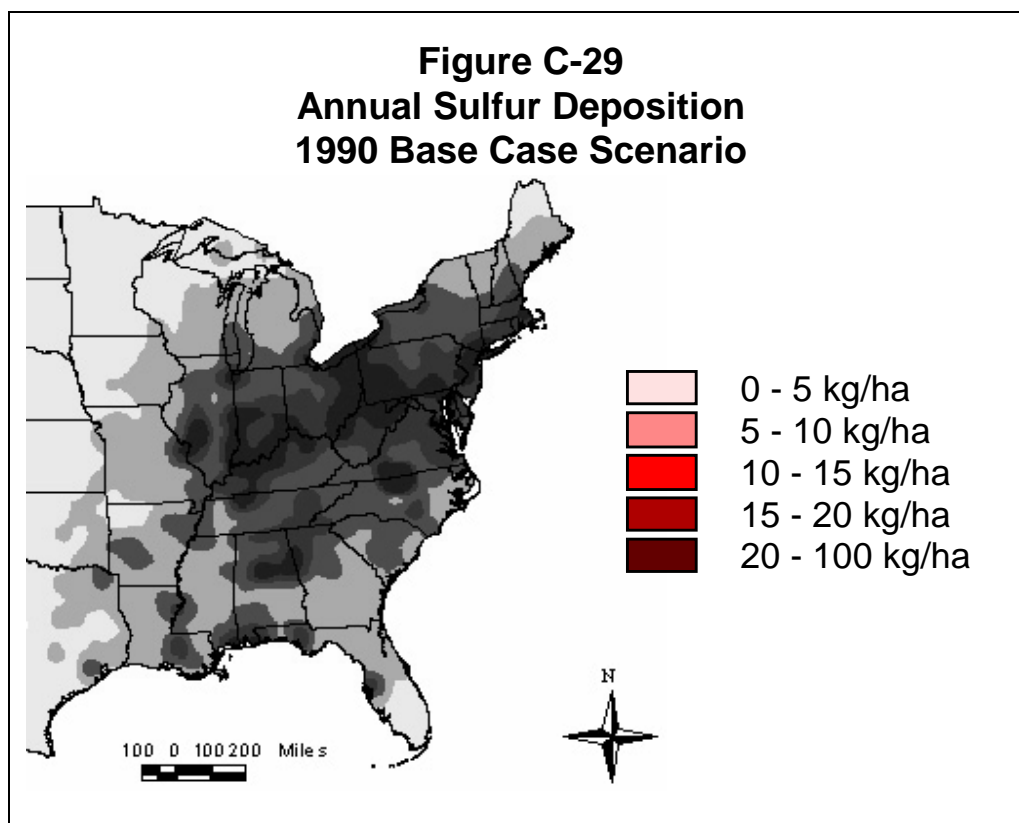 Figure C-29
Annual Sulfur Deposition
1990 Base Case Scenario
0 - 5 kg/ha
5 - 10 kg/ha
10 - 15 kg/ha
15 - 20 kg/ha
20 - 100 kg/ha
N
100 0 100 200 Miles